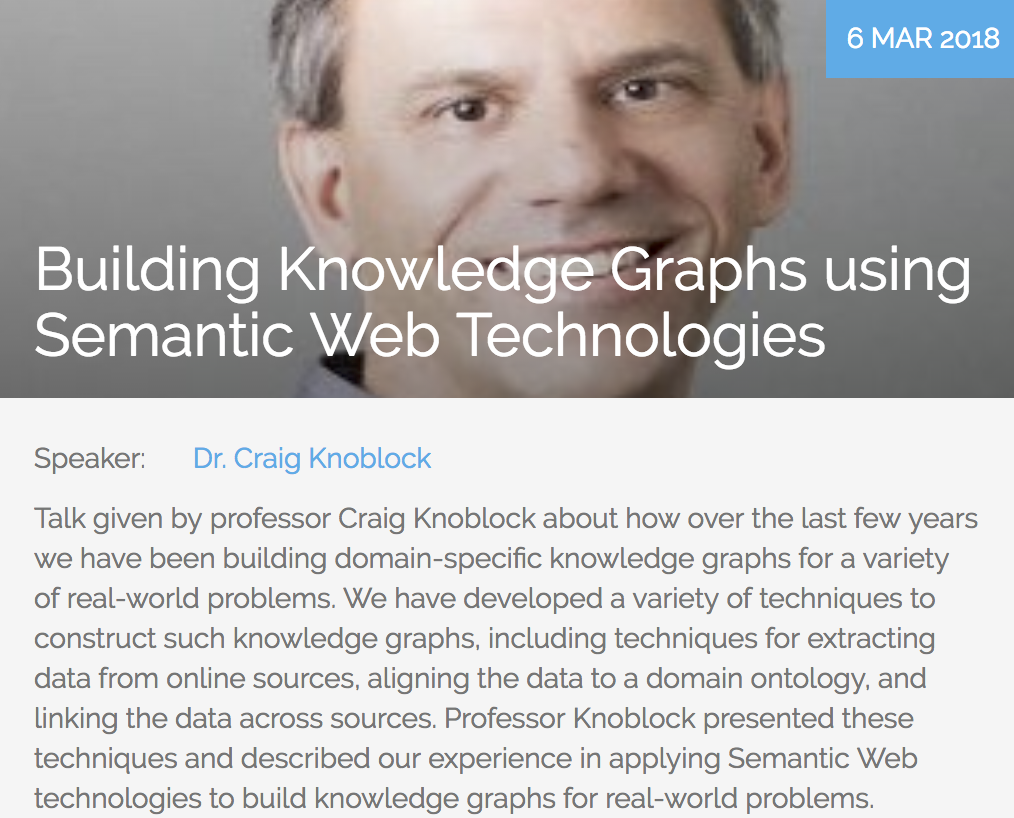 6 MAR 2018
Building Knowledge Graphs using
Semantic Web Technologies
Speaker: Dr. Craig Knoblock
Talk given by professor Craig Knoblock about how over the last few years
we have been building domain-specific knowledge graphs for a variety
of real-world problems. We have developed a variety of techniques to
construct such knowledge graphs, including techniques for extracting
data from online sources, aligning the data to a domain ontology, and
linking the data across sources. Professor Knoblock presented these
techniques and described our experience in applying Semantic Web
technologies to build knowledge graphs for real-world problems.